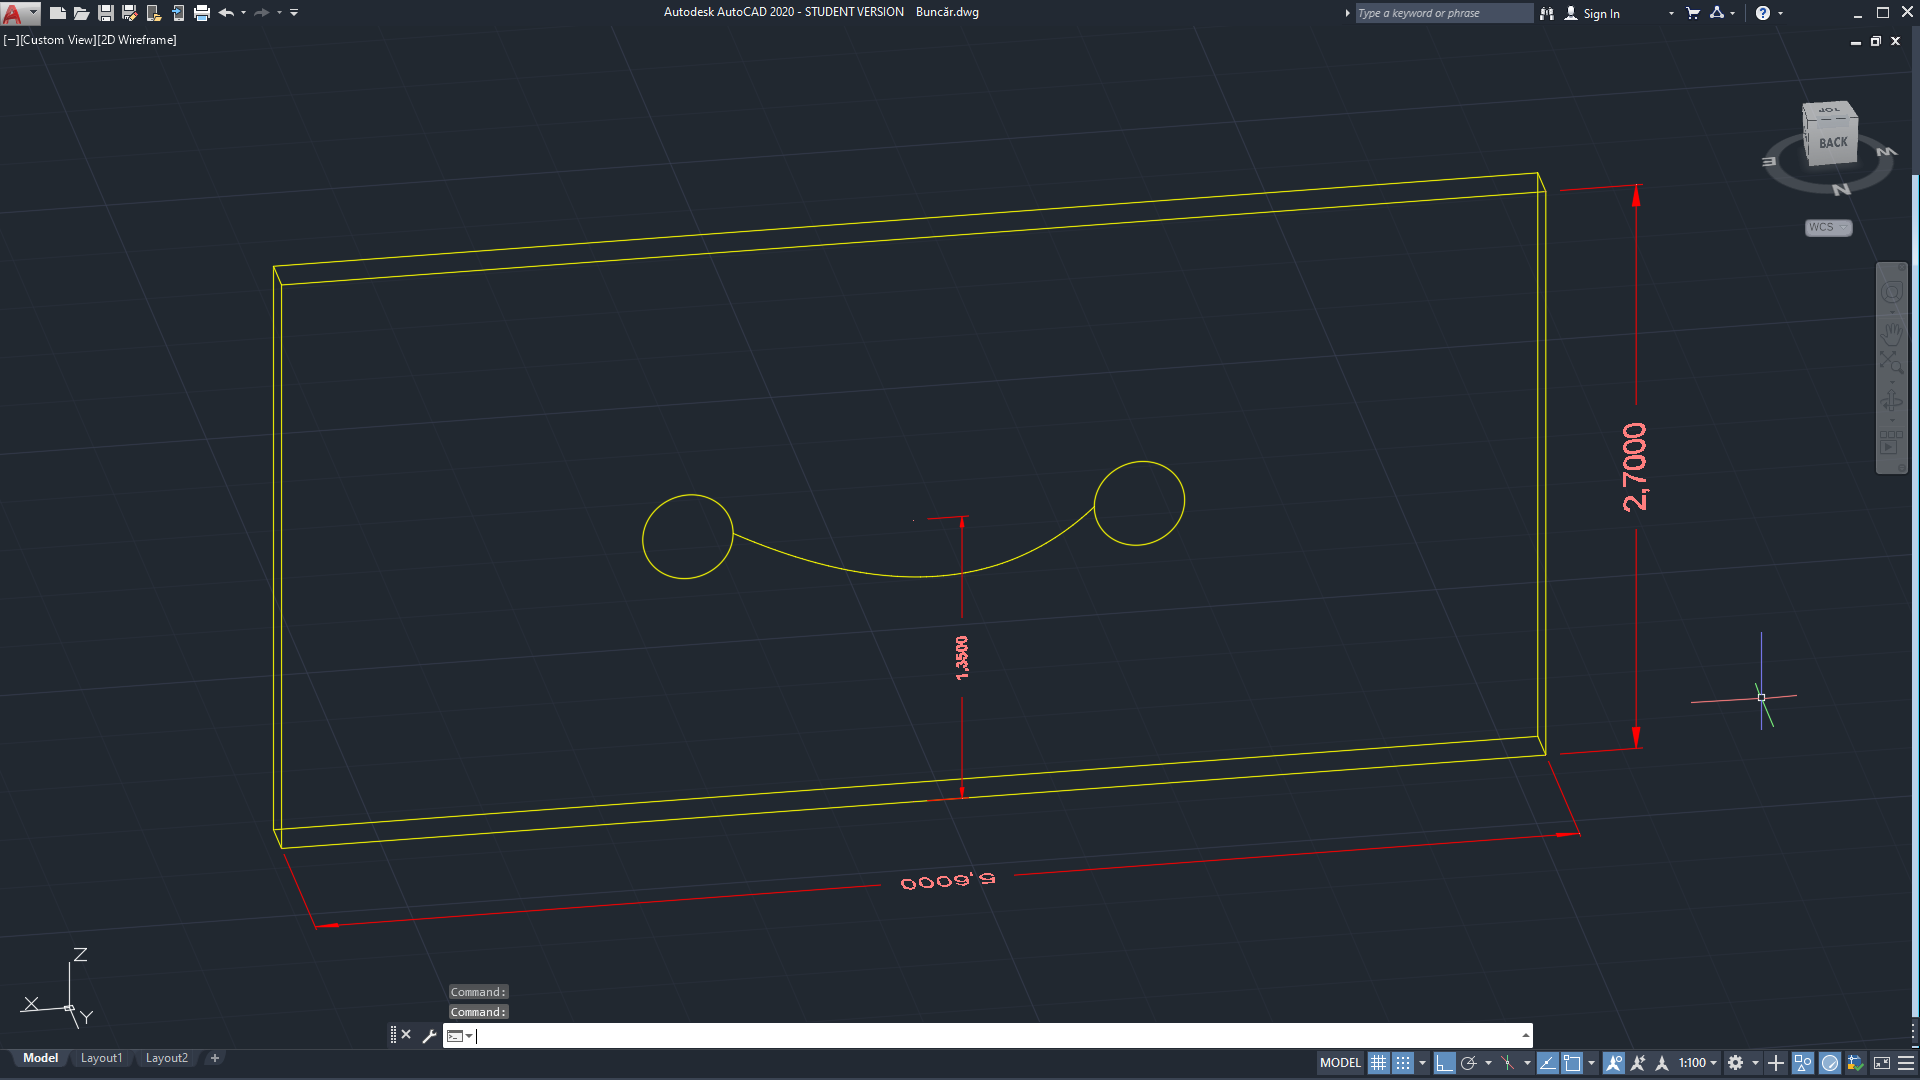 Autodesk AutoCAD 2020 - STUDENT VERSION Buncăr.dwg
Type a keyword or phrase
Sign In
[−][Custom View][2D Wireframe]
TOP
BACK
E
W
N
WCS
2,7000
1,3500
5,6000
Z
X
Y
Command:
Command:
Model
Layout1
Layout2
MODEL
1:100